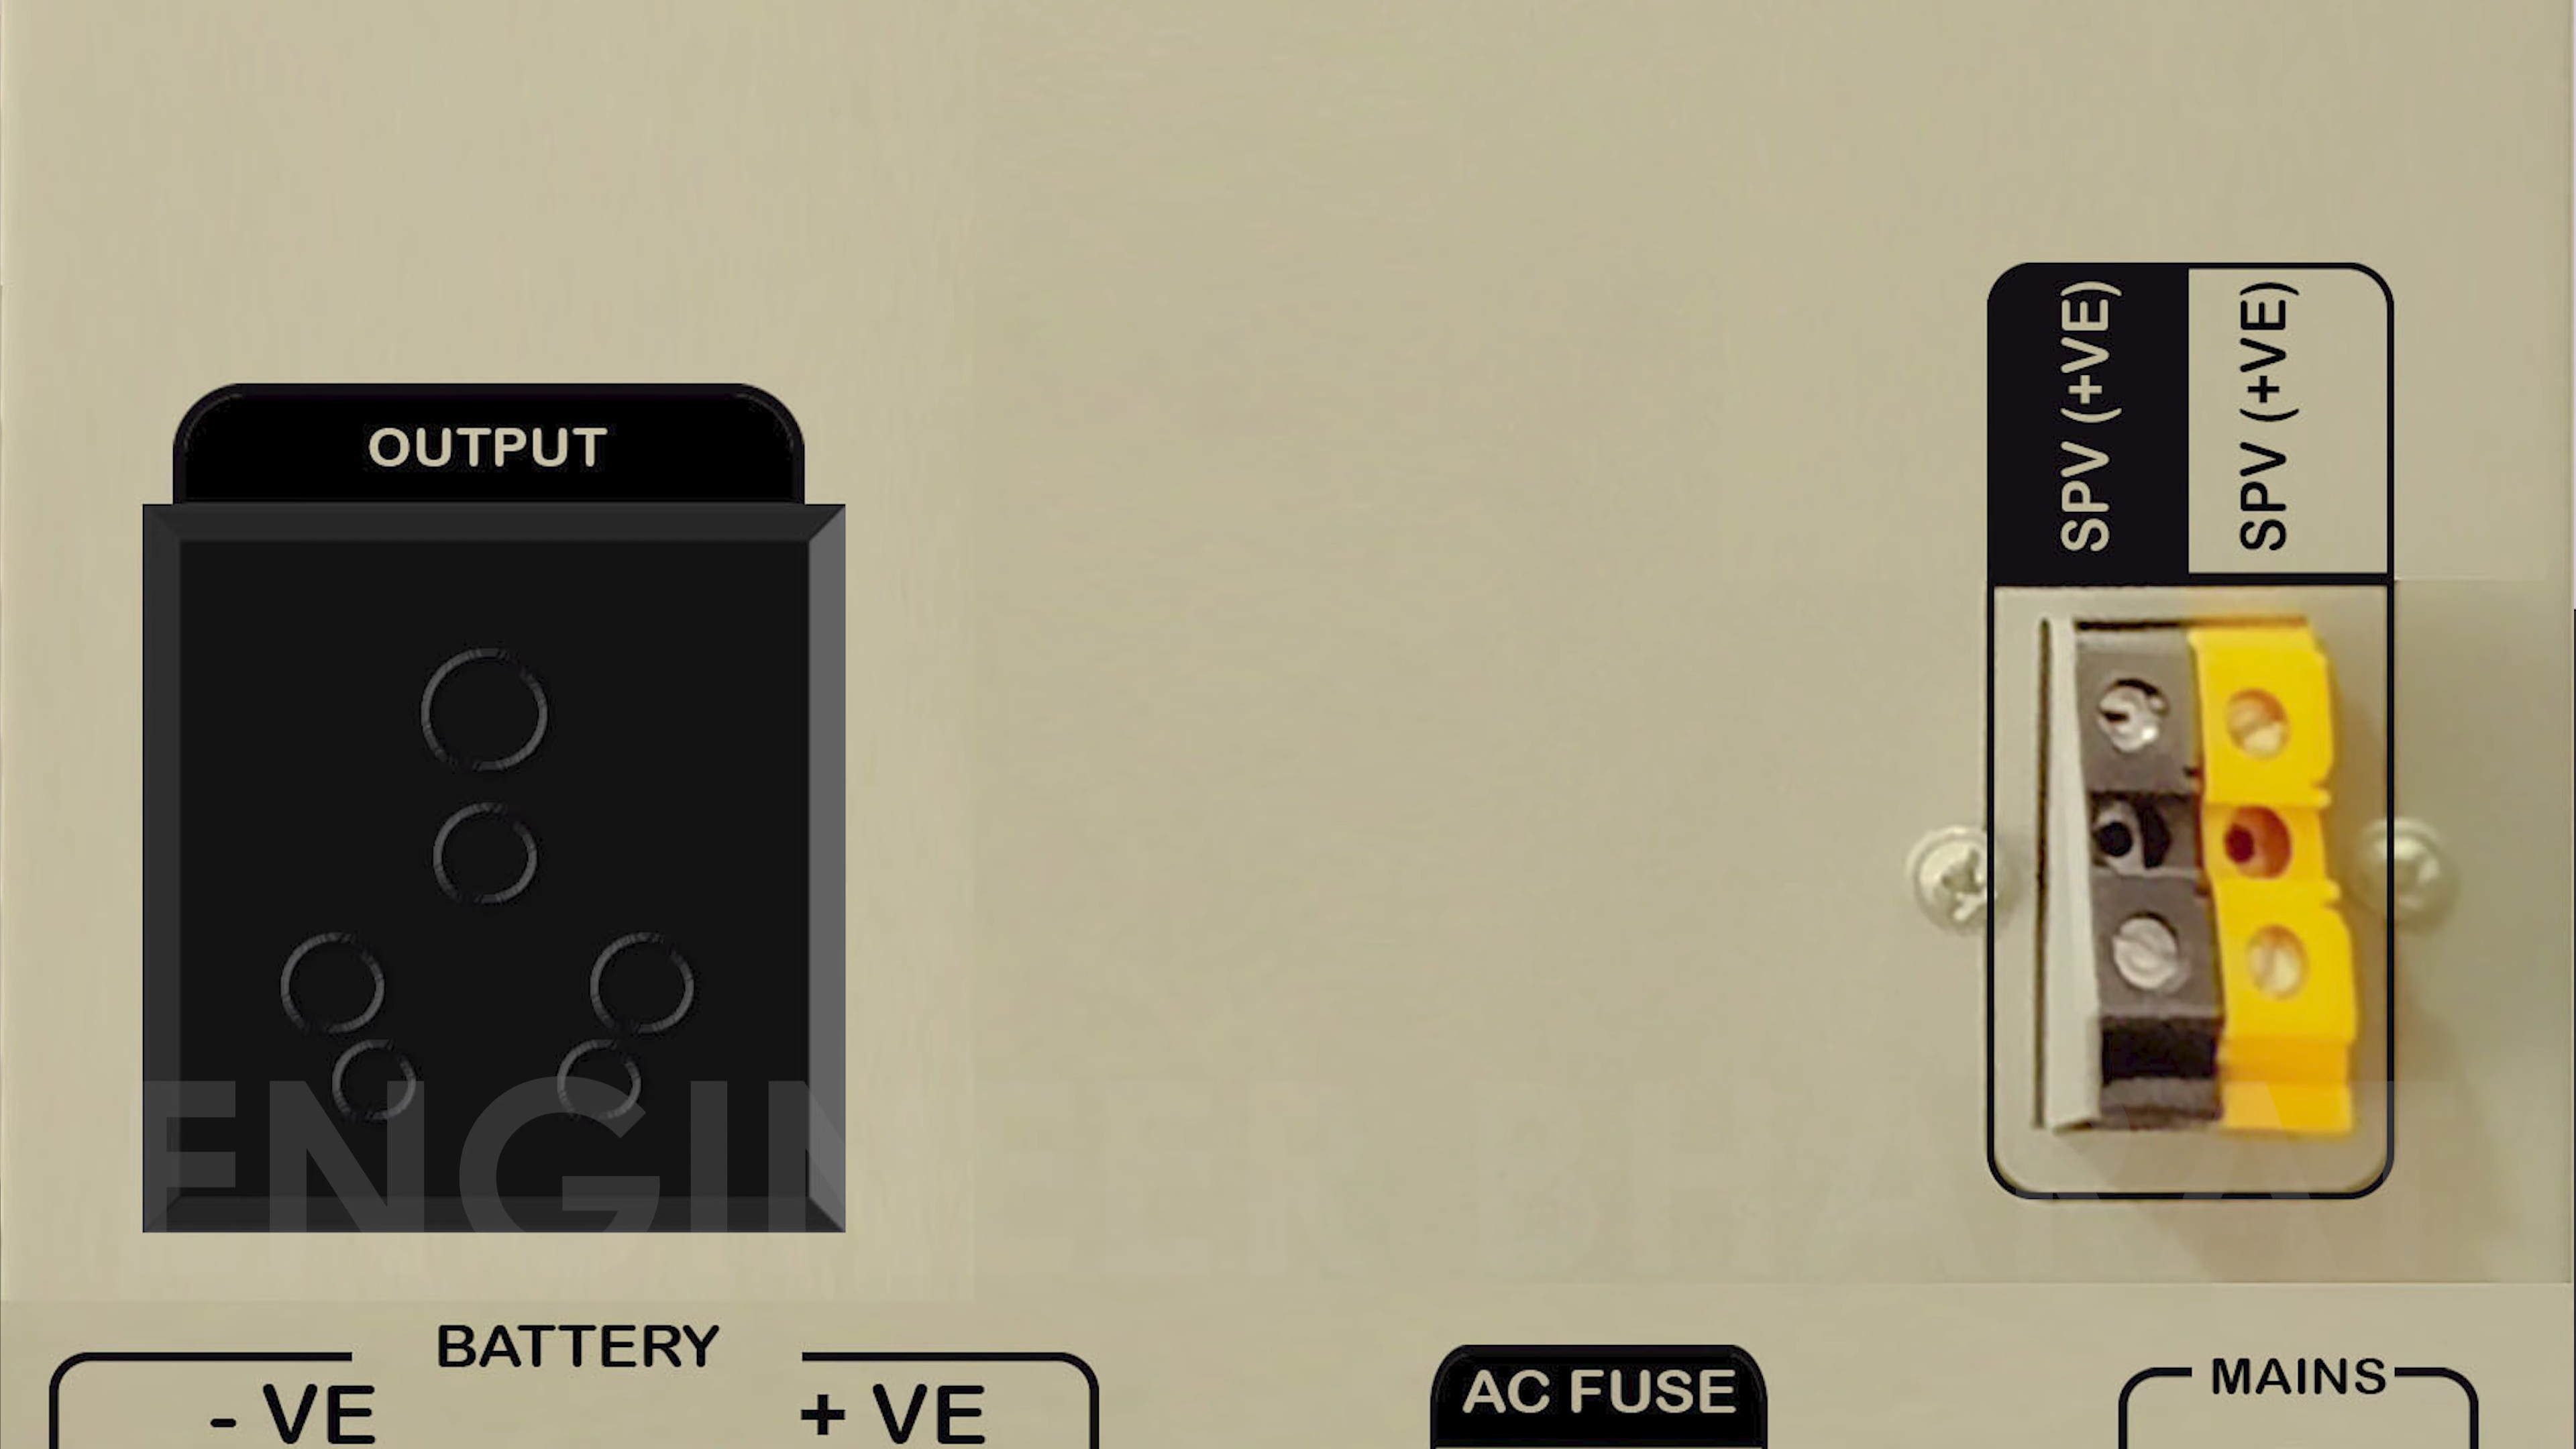 SPV (+VE)
SPV (+VE)
OUTPUT
BATTERY
- VE
+ VE
AC FUSE
MAINS